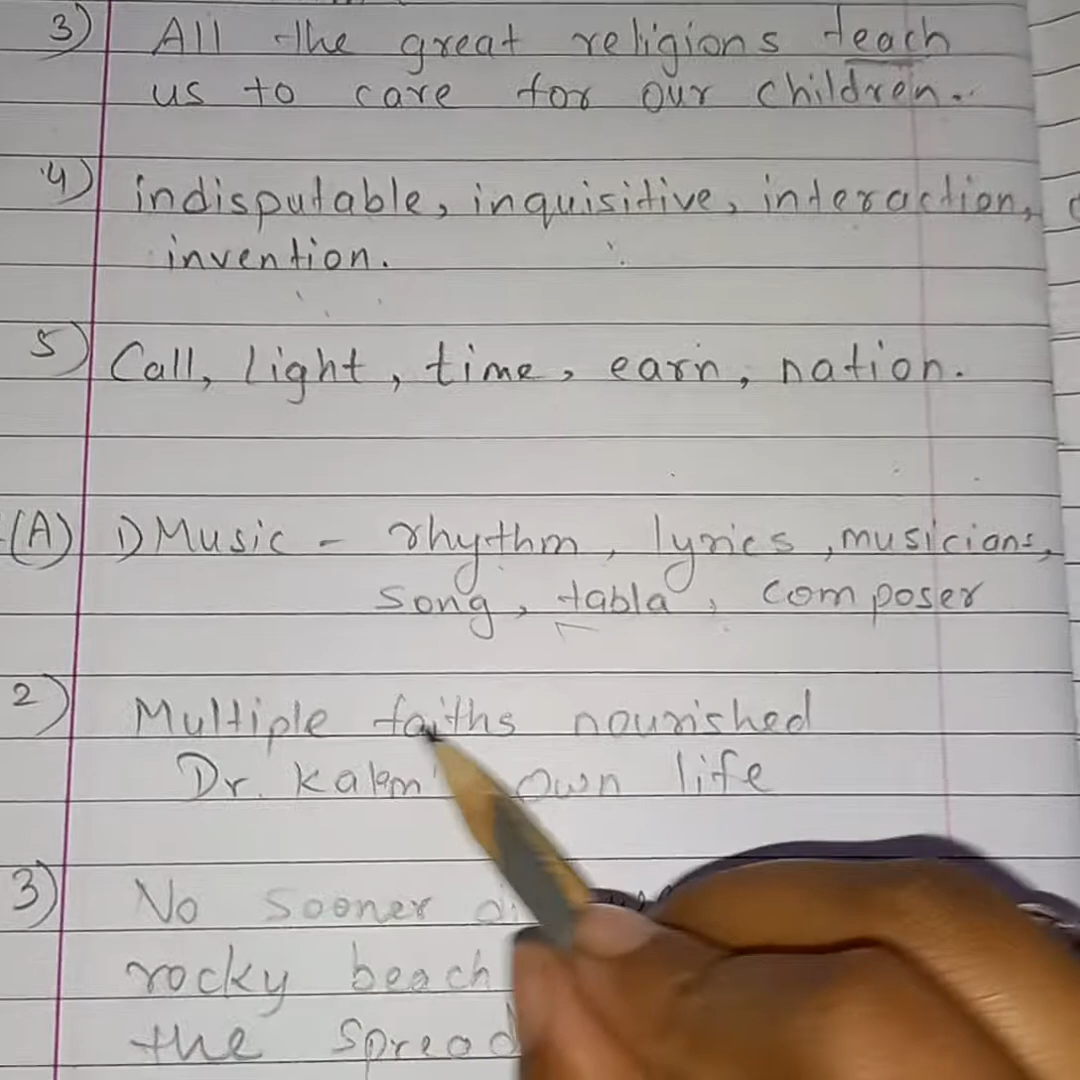 3) All the great religions teach
us to care for our children.
4) indisputable, inquisitive, interaction,
invention.
5) Call, light, time, earn, nation.
(A) 1) Music - rhythm, lyrics, musicians,
song, tabla, composer
2) Multiple faiths nourished
Dr. Kalam' own life
3) No sooner
rocky beach
the spread